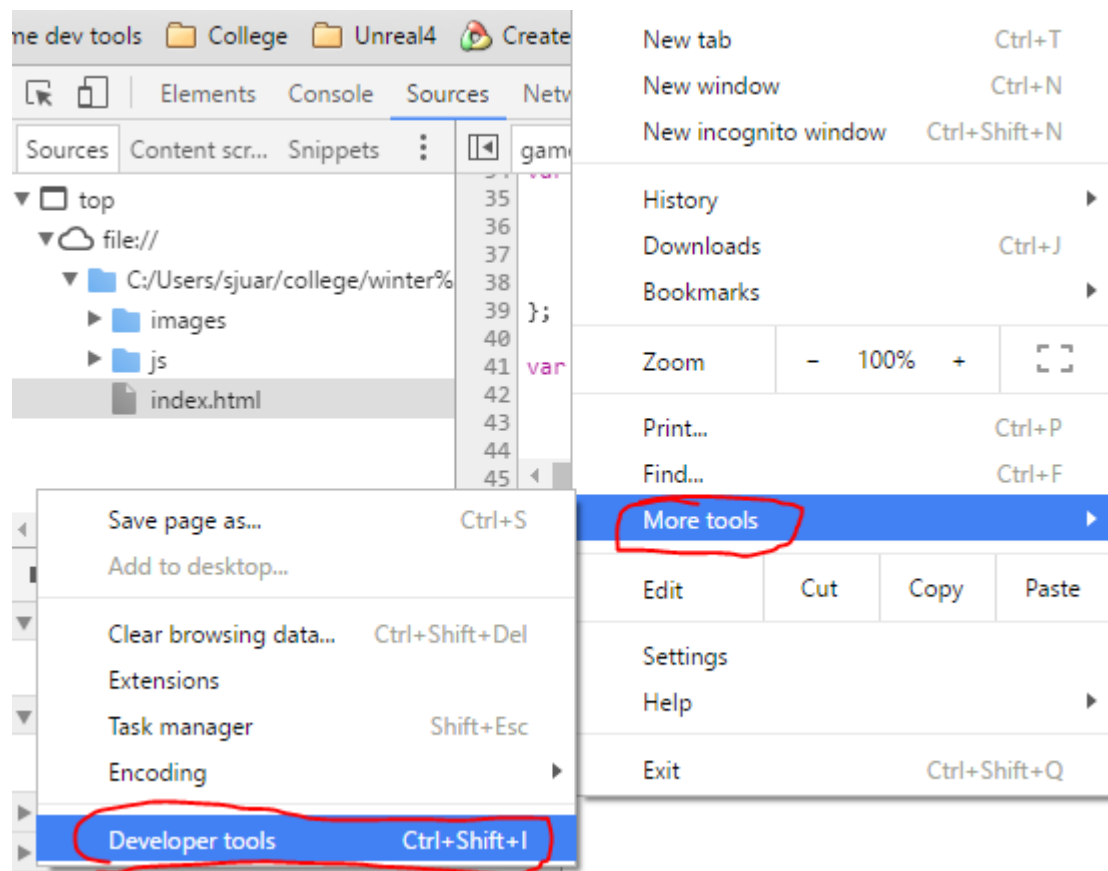 me dev tools College Unreal4 Create
Elements Console Sources Netw
Sources Content scr... Snippets gam
top
file://
C:/Users/sjuar/college/winter%
images
js
index.html
35
36
37
38
39 };
40
41 var
42
43
44
45
New tab Ctrl+T
New window Ctrl+N
New incognito window Ctrl+Shift+N
History
Downloads Ctrl+J
Bookmarks
Zoom - 100% +
Print... Ctrl+P
Find... Ctrl+F
More tools
Edit Cut Copy Paste
Settings
Help
Exit Ctrl+Shift+Q
Save page as... Ctrl+S
Add to desktop...
Clear browsing data... Ctrl+Shift+Del
Extensions
Task manager Shift+Esc
Encoding
Developer tools Ctrl+Shift+I